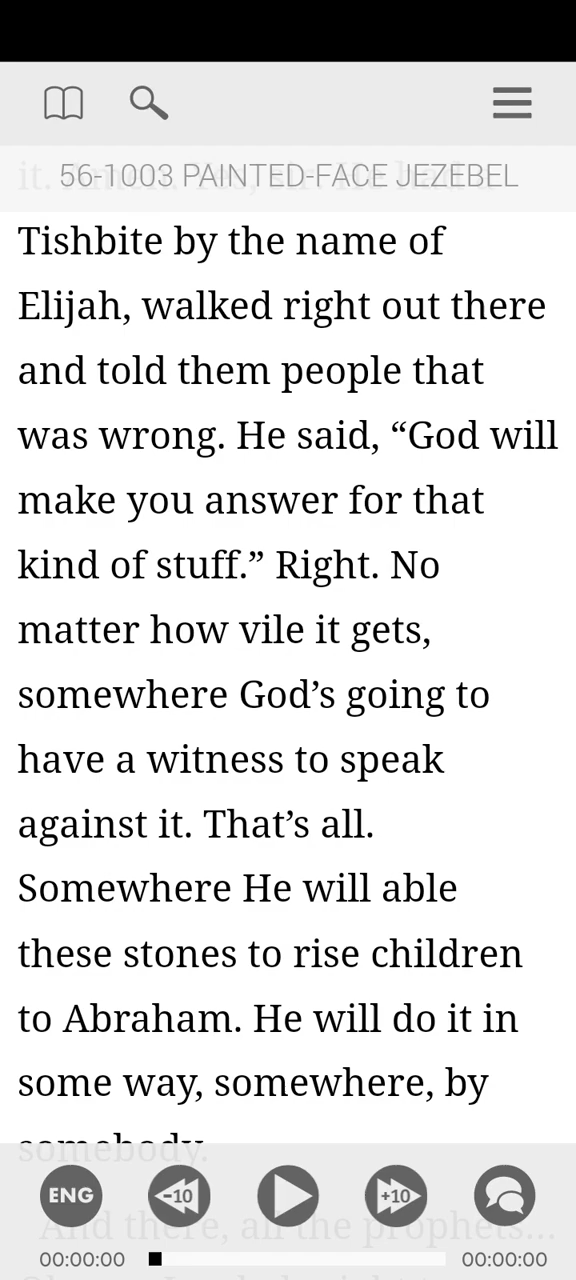 56-1003 PAINTED-FACE JEZEBEL
Tishbite by the name of
Elijah, walked right out there
and told them people that
was wrong. He said, “God will
make you answer for that
kind of stuff.” Right. No
matter how vile it gets,
somewhere God’s going to
have a witness to speak
against it. That’s all.
Somewhere He will able
these stones to rise children
to Abraham. He will do it in
some way, somewhere, by
somebody.
ENG -10 +10
And there, all the prophets...
00:00:00 00:00:00